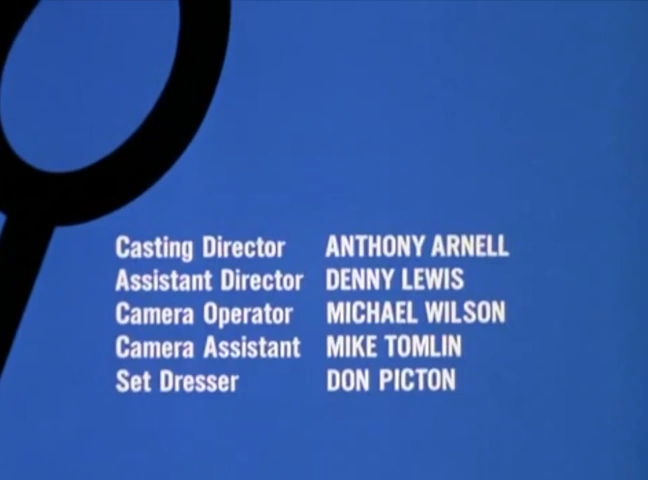 Casting Director ANTHONY ARNELL
Assistant Director DENNY LEWIS
Camera Operator MICHAEL WILSON
Camera Assistant MIKE TOMLIN
Set Dresser DON PICTON